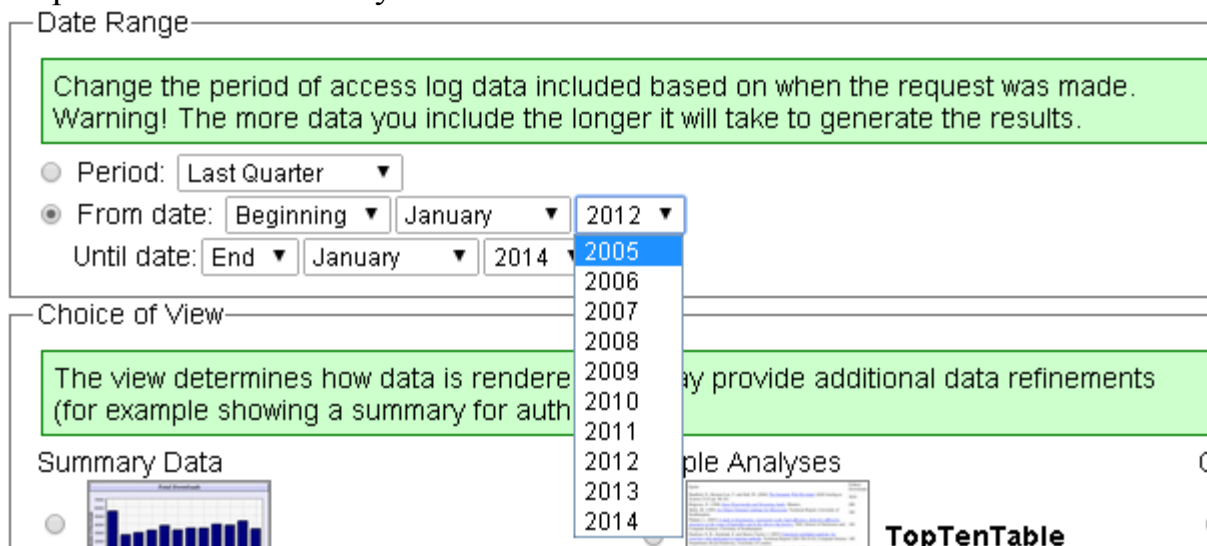 Date Range
Change the period of access log data included based on when the request was made.
Warning! The more data you include the longer it will take to generate the results.
Period: Last Quarter
From date: Beginning January 2012
Until date: End January 2014
2005
2006
2007
2008
2009
2010
2011
2012
2013
2014
Choice of View
The view determines how data is rendere ay provide additional data refinements
(for example showing a summary for auth
Summary Data ple Analyses
TopTenTable